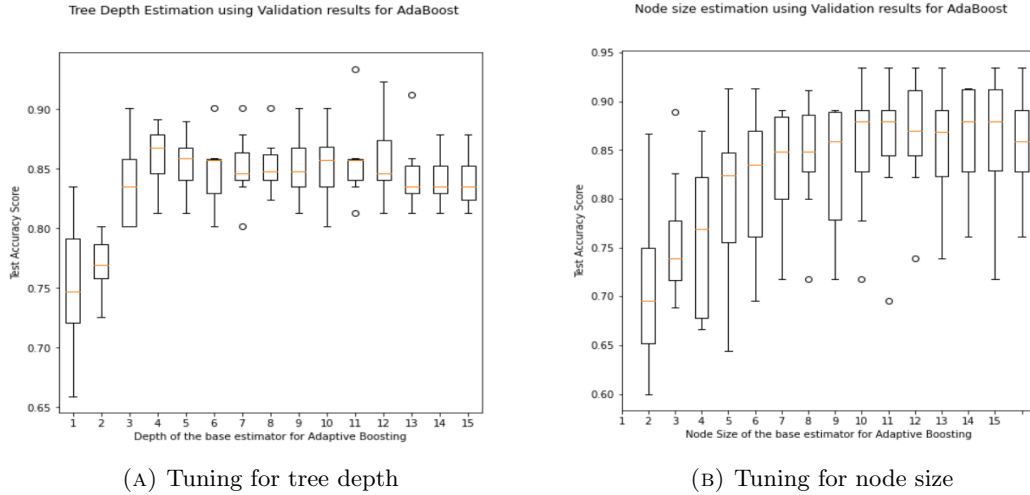 Tree Depth Estimation using Validation results for AdaBoost
Test Accuracy Score
0.90
0.85
0.80
0.75
0.70
0.65
1 2 3 4 5 6 7 8 9 10 11 12 13 14 15
Depth of the base estimator for Adaptive Boosting
(A) Tuning for tree depth
Node size estimation using Validation results for AdaBoost
Test Accuracy Score
0.95
0.90
0.85
0.80
0.75
0.70
0.65
0.60
1 2 3 4 5 6 7 8 9 10 11 12 13 14 15
Node Size of the base estimator for Adaptive Boosting
(B) Tuning for node size